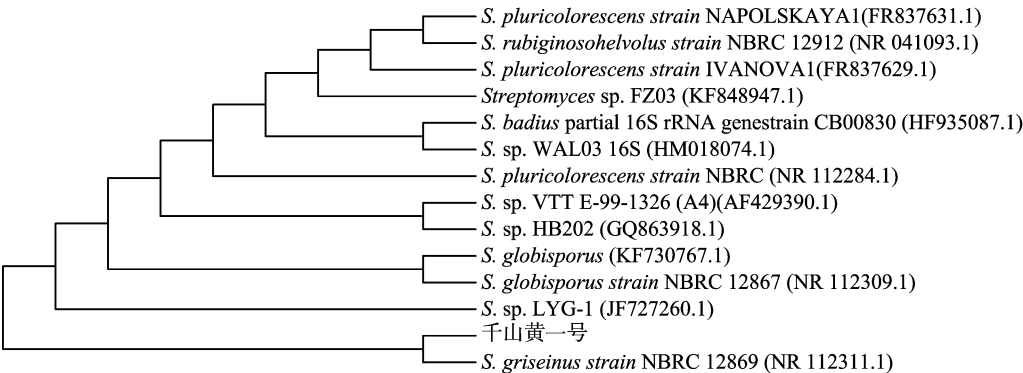 S. pluricolorescens strain NAPOLSKAYA1(FR837631.1)
S. rubiginosohelvolus strain NBRC 12912 (NR 041093.1)
S. pluricolorescens strain IVANOVA1(FR837629.1)
Streptomyces sp. FZ03 (KF848947.1)
S. badius partial 16S rRNA genestrain CB00830 (HF935087.1)
S. sp. WAL03 16S (HM018074.1)
S. pluricolorescens strain NBRC (NR 112284.1)
S. sp. VTT E-99-1326 (A4)(AF429390.1)
S. sp. HB202 (GQ863918.1)
S. globisporus (KF730767.1)
S. globisporus strain NBRC 12867 (NR 112309.1)
S. sp. LYG-1 (JF727260.1)
千山黄一号
S. griseinus strain NBRC 12869 (NR 112311.1)